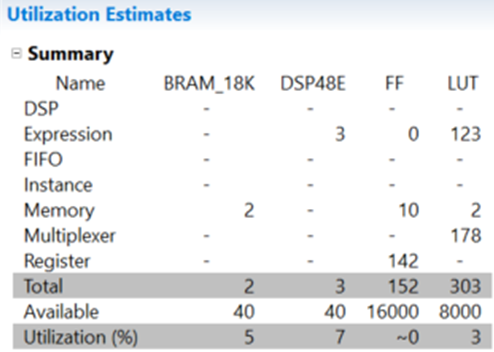 Utilization Estimates
Summary
Name BRAM_18K DSP48E FF LUT
DSP - - - -
Expression - 3 0 123
FIFO - - - -
Instance - - - -
Memory 2 - 10 2
Multiplexer - - - 178
Register - - 142 -
Total 2 3 152 303
Available 40 40 16000 8000
Utilization (%) 5 7 ~0 3